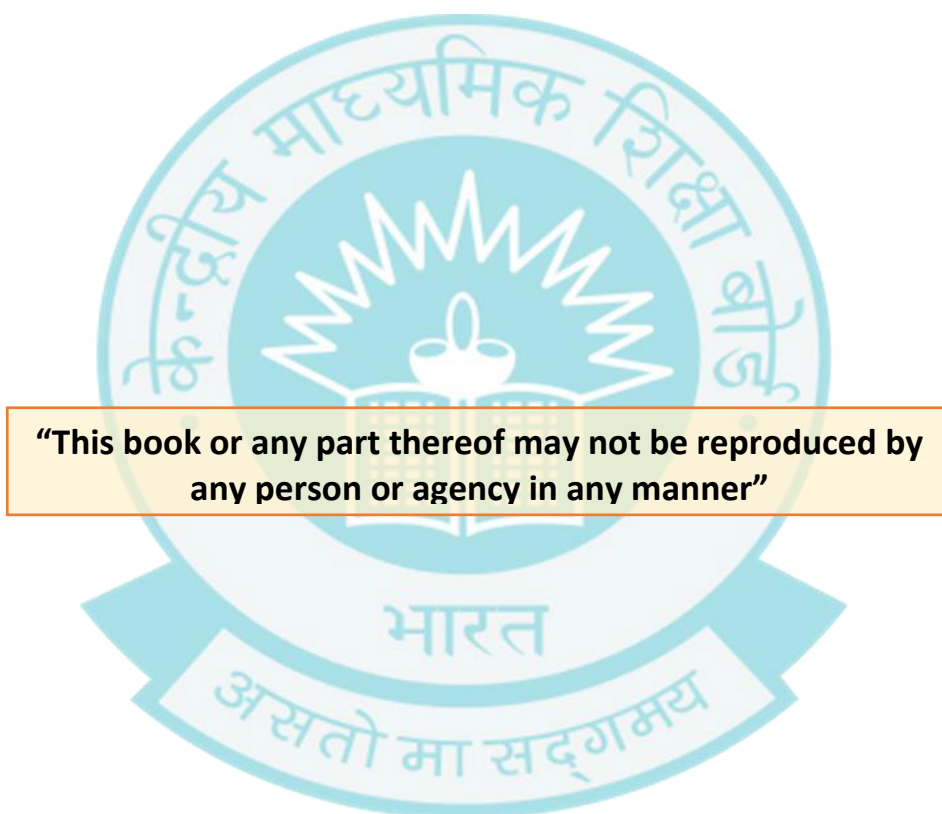 केन्द्रीय माध्यमिक शिक्षा बोर्ड
“This book or any part thereof may not be reproduced by
any person or agency in any manner”
भारत
असतो मा सद्गमय